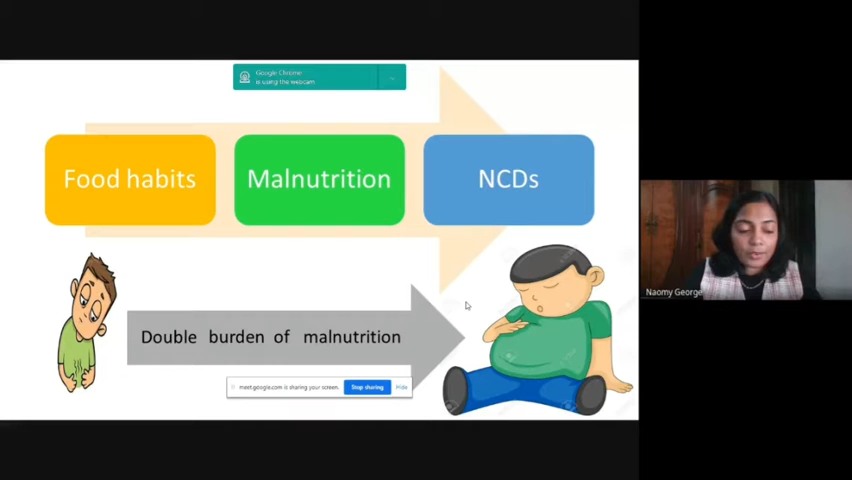 Google Chrome
is using the webcam
Food habits
Malnutrition
NCDs
Double burden of malnutrition
meet.google.com is sharing your screen.
Stop sharing
Hide
Naomy George